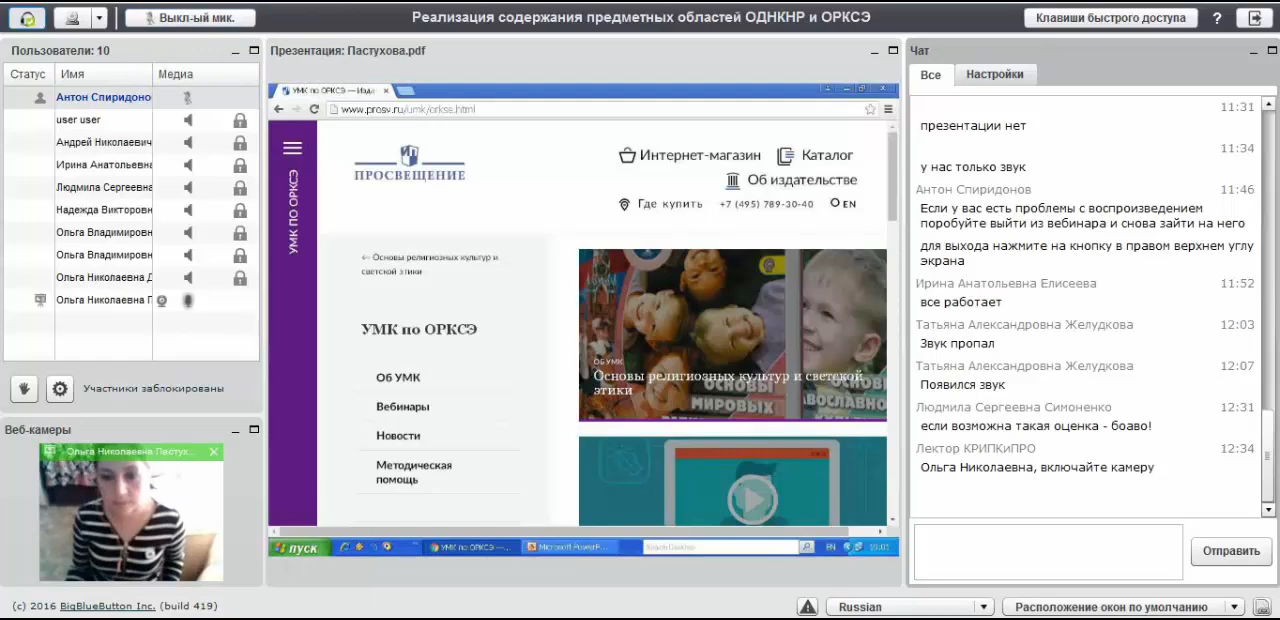 Выкл-ый мик.
Реализация содержания предметных областей ОДНКНР и ОРКСЭ
Клавиши быстрого доступа
?
Пользователи: 10
Статус
Имя
Медиа
Антон Спиридоно
user user
Андрей Николаевич
Ирина Анатольевна
Людмила Сергеевна
Надежда Викторовн
Ольга Владимировн
Ольга Владимировн
Ольга Николаевна Д
Ольга Николаевна П
Участники заблокированы
Веб-камеры
Ольга Николаевна Пастух...
Презентация: Пастухова.pdf
УМК по ОРКСЭ — Изда
www.prosv.ru/umk/orkse.html
УМК ПО ОРКСЭ
ПРОСВЕЩЕНИЕ
Интернет-магазин
Каталог
Об издательстве
Где купить
+7 (495) 789-30-40
EN
← Основы религиозных культур и
светской этики
УМК по ОРКСЭ
Об УМК
Вебинары
Новости
Методическая
помощь
ОБ УМК
Основы религиозных культур и светской
этики
ОСНОВЫ
МИРОВЫХ
ОСНОВЫ
ПРАВОСЛАВНО
пуск
УМК по ОРКСЭ —...
Microsoft PowerP...
EN
Чат
Все
Настройки
11:31
презентации нет
11:34
у нас только звук
Антон Спиридонов 11:46
Если у вас есть проблемы с воспроизведением
поробуйте выйти из вебинара и снова зайти на него
для выхода нажмите на кнопку в правом верхнем углу
экрана
Ирина Анатольевна Елисеева 11:52
все работает
Татьяна Александровна Желудкова 12:03
Звук пропал
Татьяна Александровна Желудкова 12:07
Появился звук
Людмила Сергеевна Симоненко 12:31
если возможна такая оценка - боаво!
Лектор КРИПКиПРО 12:34
Ольга Николаевна, включайте камеру
Отправить
(c) 2016 BigBlueButton Inc. (build 419)
Russian
Расположение окон по умолчанию